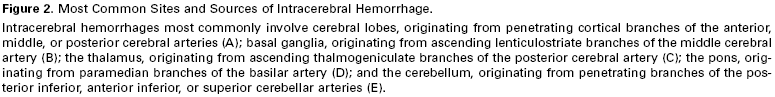 Figure 2. Most Common Sites and Sources of Intracerebral Hemorrhage.
Intracerebral hemorrhages most commonly involve cerebral lobes, originating from penetrating cortical branches of the anterior,
middle, or posterior cerebral arteries (A); basal ganglia, originating from ascending lenticulostriate branches of the middle cerebral
artery (B); the thalamus, originating from ascending thalmogeniculate branches of the posterior cerebral artery (C); the pons, orig-
inating from paramedian branches of the basilar artery (D); and the cerebellum, originating from penetrating branches of the pos-
terior inferior, anterior inferior, or superior cerebellar arteries (E).